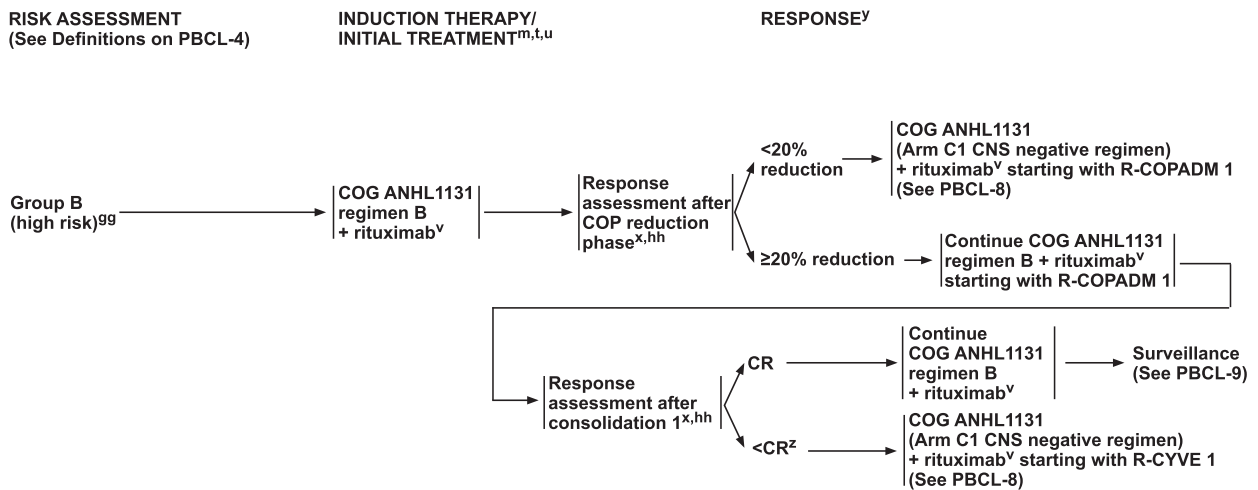 RISK ASSESSMENT
(See Definitions on PBCL-4)
INDUCTION THERAPY/
INITIAL TREATMENTm,t,u
RESPONSEy
Group B
(high risk)gg
COG ANHL1131
regimen B
+ rituximabv
Response
assessment after
COP reduction
phasex,hh
<20%
reduction
COG ANHL1131
(Arm C1 CNS negative regimen)
+ rituximabv starting with R-COPADM 1
(See PBCL-8)
≥20% reduction
Continue COG ANHL1131
regimen B + rituximabv
starting with R-COPADM 1
Response
assessment after
consolidation 1x,hh
CR
Continue
COG ANHL1131
regimen B
+ rituximabv
Surveillance
(See PBCL-9)
<CRz
COG ANHL1131
(Arm C1 CNS negative regimen)
+ rituximabv starting with R-CYVE 1
(See PBCL-8)